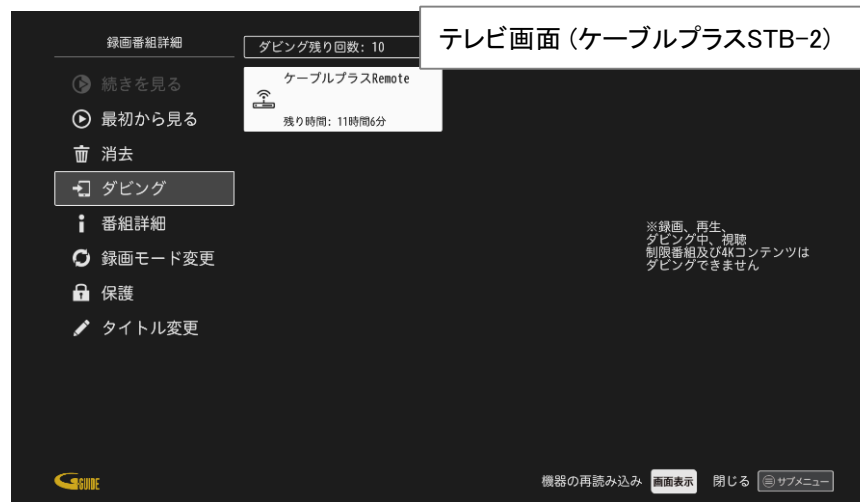 テレビ画面（ケーブルプラスSTB-2）
録画番組詳細
ダビング残り回数: 10
続きを見る
最初から見る
消去
ダビング
番組詳細
録画モード変更
保護
タイトル変更
ケーブルプラスRemote
残り時間: 11時間6分
※録画、再生、
ダビング中、視聴
制限番組及び4Kコンテンツは
ダビングできません
G GUIDE
機器の再読み込み 画面表示 閉じる サブメニュー